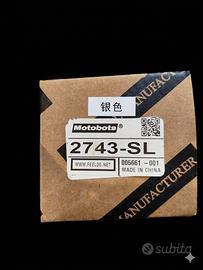 银色
MANUFACTURER
Motobots
2743-SL
WWW.FEELDO.NET
005661 -001
MADE IN CHINA
MANUFACTURER
subito